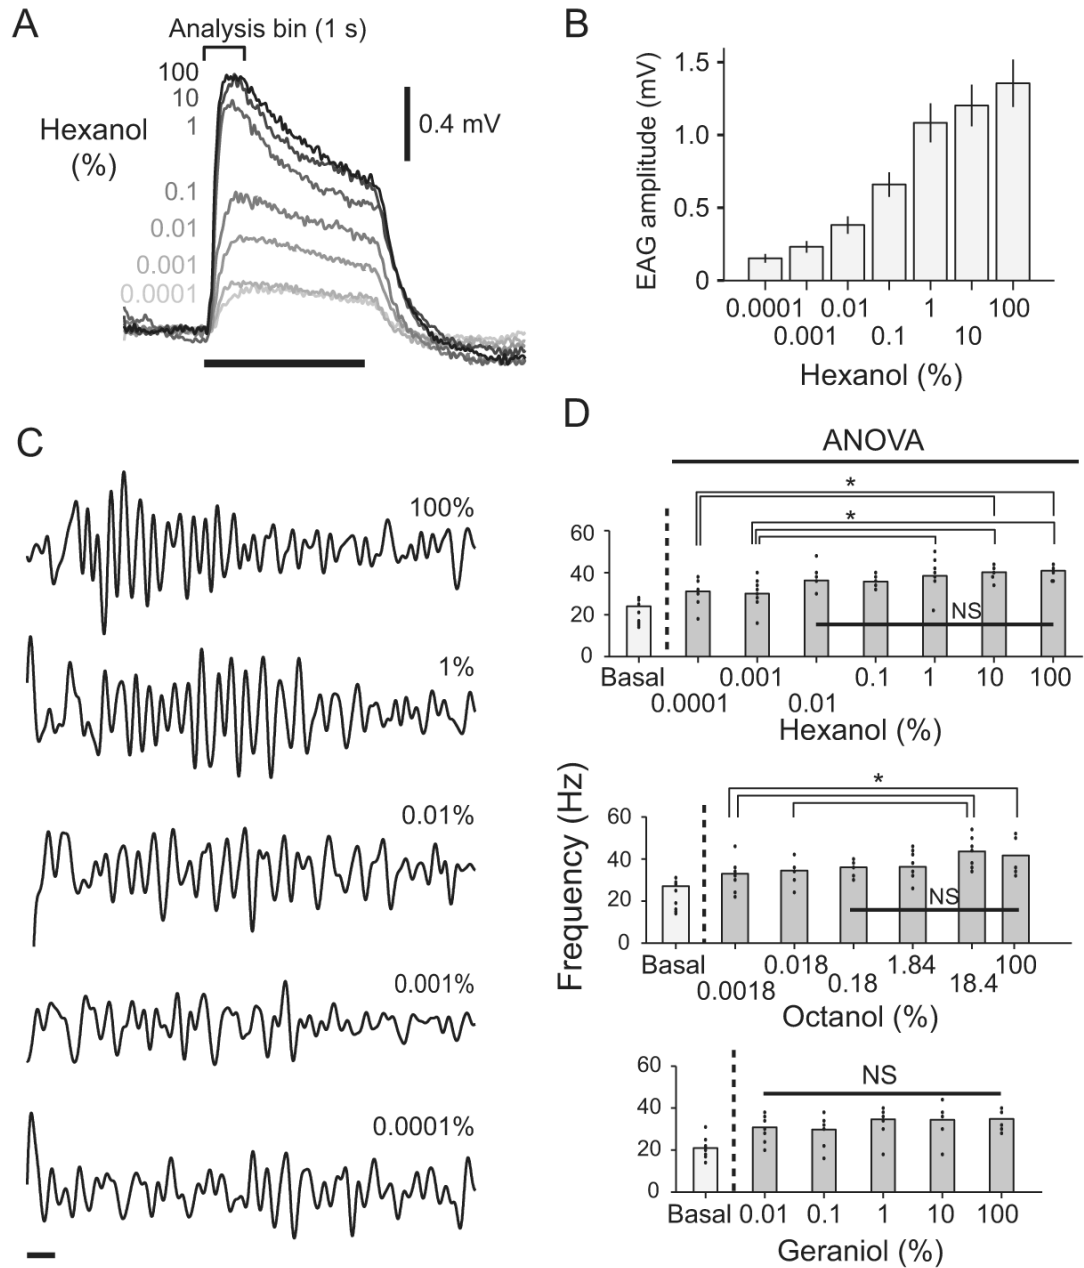 A
Analysis bin (1 s)
100
10
1
Hexanol
(%)
0.1
0.01
0.001
0.0001
0.4 mV
B
EAG amplitude (mV)
1.5
1.0
0.5
0
0.0001 0.01 1 100
0.001 0.1 10
Hexanol (%)
C
100%
1%
0.01%
0.001%
0.0001%
D
ANOVA
*
*
60
40
20
0
NS
Basal 0.001 0.1 1 10 100
0.0001 0.01
Hexanol (%)
Frequency (Hz)
*
60
40
20
0
NS
Basal 0.018 1.84 100
0.0018 0.18 18.4
Octanol (%)
60
40
20
0
NS
Basal 0.01 0.1 1 10 100
Geraniol (%)